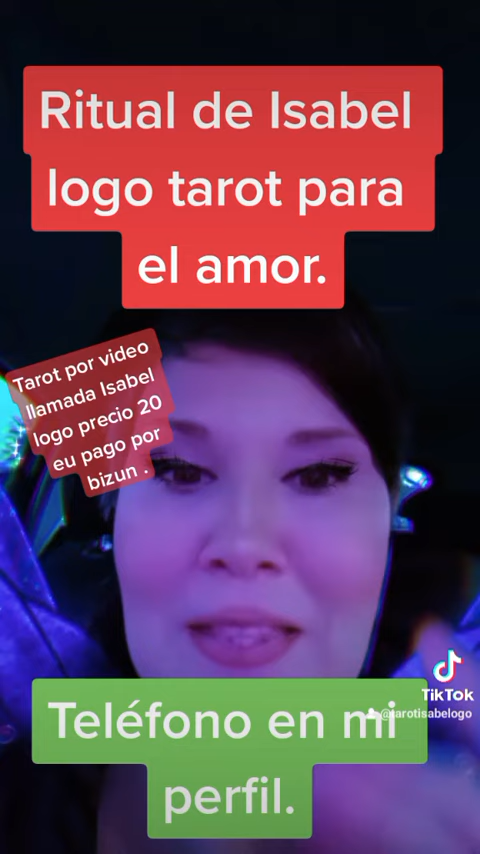 Ritual de Isabel
logo tarot para
el amor.
Tarot por video
llamada Isabel
logo precio 20
eu pago por
bizun .
TikTok
@tarotisabelogo
Teléfono en mi
perfil.